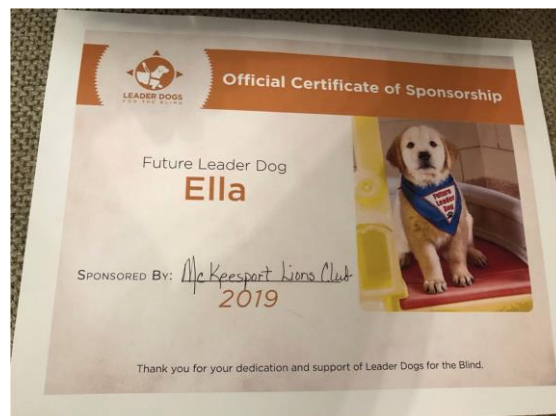 LEADER DOGS
FOR THE BLIND
Official Certificate of Sponsorship
Future Leader Dog
Ella
Future
Leader
Dog
SPONSORED BY: McKeesport Lions Club
2019
Thank you for your dedication and support of Leader Dogs for the Blind.